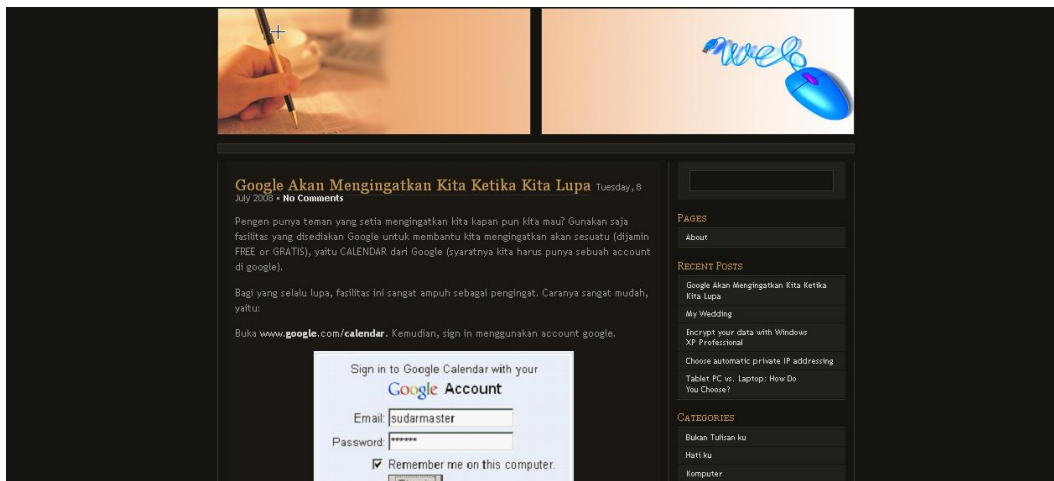 web
Google Akan Mengingatkan Kita Ketika Kita Lupa Tuesday, 8
July 2008 • No Comments
Pengen punya teman yang setia mengingatkan kita kapan pun kita mau? Gunakan saja
fasilitas yang disediakan Google untuk membantu kita mengingatkan akan sesuatu (dijamin
FREE or GRATIS), yaitu CALENDAR dari Google (syaratnya kita harus punya sebuah account
di google).
Bagi yang selalu lupa, fasilitas ini sangat ampuh sebagai pengingat. Caranya sangat mudah,
yaitu:
Buka www.google.com/calendar. Kemudian, sign in menggunakan account google.
Sign in to Google Calendar with your
Google Account
Email: sudarmaster
Password: ******
Remember me on this computer.
Pages
About
Recent Posts
Google Akan Mengingatkan Kita Ketika
Kita Lupa
My Wedding
Encrypt your data with Windows
XP Professional
Choose automatic private IP addressing
Tablet PC vs. Laptop: How Do
You Choose?
Categories
Bukan Tulisan ku
Hati ku
Komputer